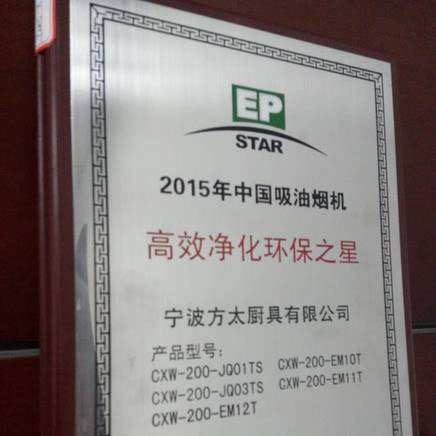 EP
STAR
2015年中国吸油烟机
高效净化环保之星
宁波方太厨具有限公司
产品型号：
CXW-200-JQ01TS CXW-200-EM10T
CXW-200-JQ03TS CXW-200-EM11T
CXW-200-EM12T